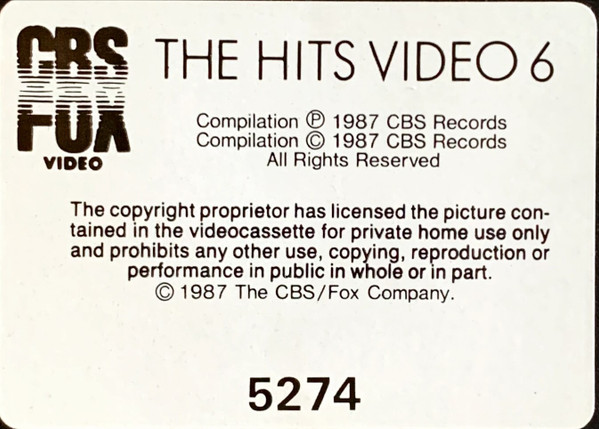 CBS
FOX
VIDEO
THE HITS VIDEO 6
Compilation Ⓟ 1987 CBS Records
Compilation © 1987 CBS Records
All Rights Reserved
The copyright proprietor has licensed the picture con-
tained in the videocassette for private home use only
and prohibits any other use, copying, reproduction or
performance in public in whole or in part.
© 1987 The CBS/Fox Company.
5274